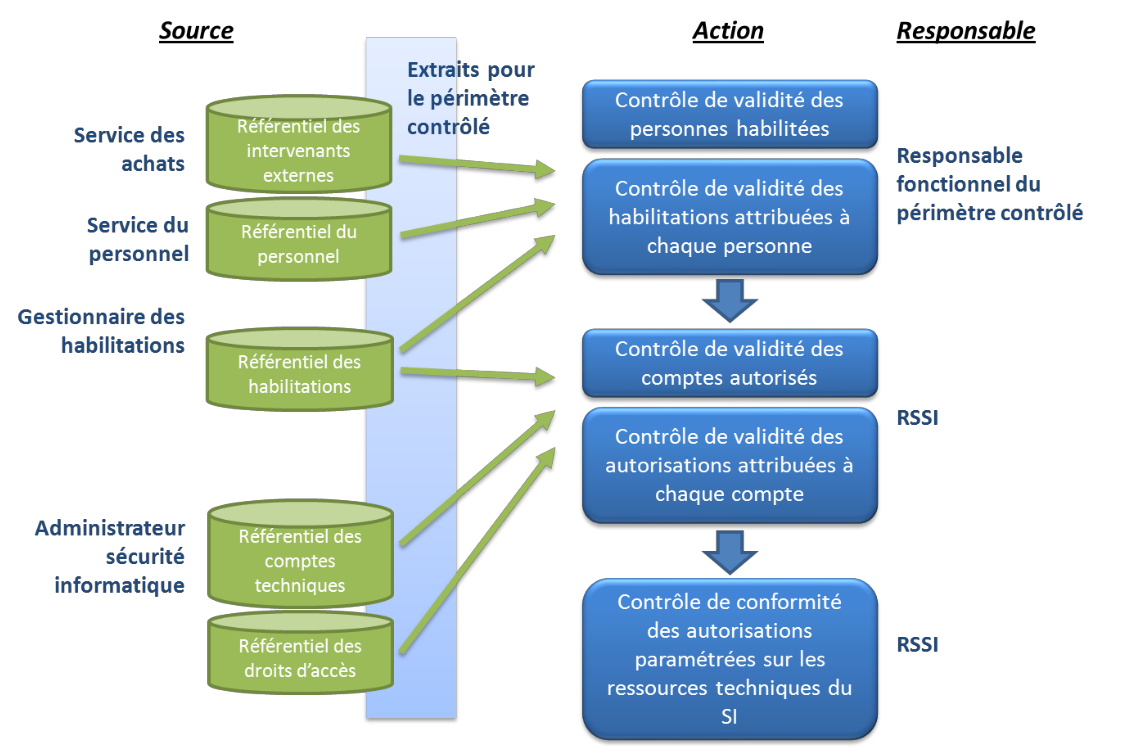 Source
Action
Responsable
Extraits pour
le périmètre
contrôlé
Service des
achats
Référentiel des
intervenants
externes
Service du
personnel
Référentiel du
personnel
Gestionnaire des
habilitations
Référentiel des
habilitations
Administrateur
sécurité
informatique
Référentiel des
comptes
techniques
Référentiel des
droits d'accès
Contrôle de validité des
personnes habilitées
Contrôle de validité des
habilitations attribuées à
chaque personne
Responsable
fonctionnel du
périmètre contrôlé
Contrôle de validité des
comptes autorisés
Contrôle de validité des
autorisations attribuées à
chaque compte
RSSI
Contrôle de conformité
des autorisations
paramétrées sur les
ressources techniques du
SI
RSSI